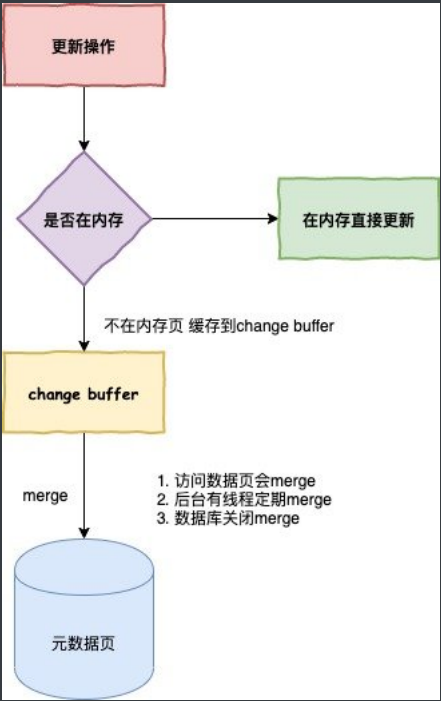 更新操作
是否在内存
在内存直接更新
不在内存页 缓存到change buffer
change buffer
merge
1. 访问数据页会merge
2. 后台有线程定期merge
3. 数据库关闭merge
元数据页